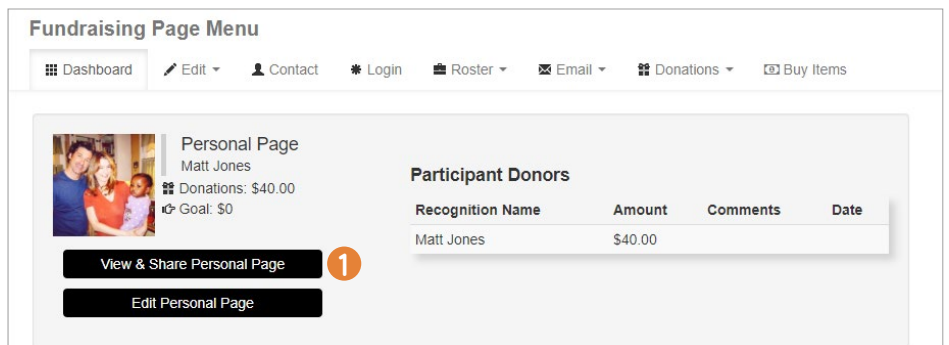 Fundraising Page Menu
Dashboard Edit Contact Login Roster Email Donations Buy Items
Personal Page
Matt Jones
Donations: $40.00
Goal: $0
View & Share Personal Page 1
Edit Personal Page
Participant Donors
Recognition Name Amount Comments Date
Matt Jones $40.00